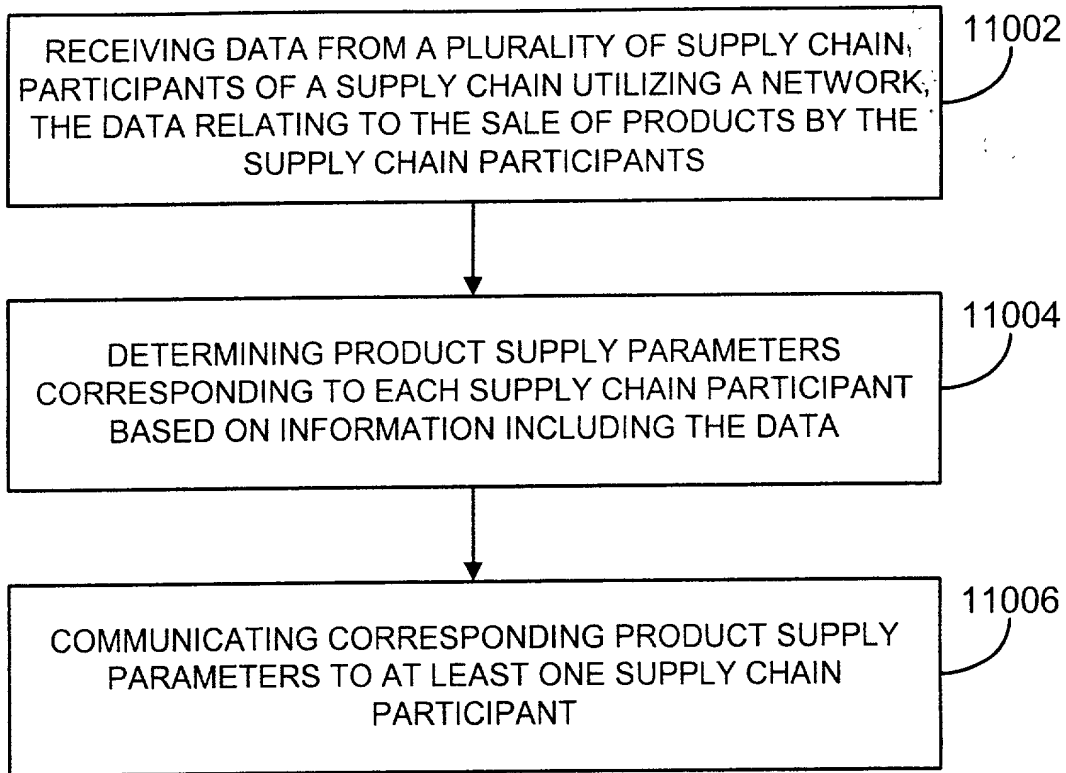 11002
RECEIVING DATA FROM A PLURALITY OF SUPPLY CHAIN
PARTICIPANTS OF A SUPPLY CHAIN UTILIZING A NETWORK,
THE DATA RELATING TO THE SALE OF PRODUCTS BY THE
SUPPLY CHAIN PARTICIPANTS
11004
DETERMINING PRODUCT SUPPLY PARAMETERS
CORRESPONDING TO EACH SUPPLY CHAIN PARTICIPANT
BASED ON INFORMATION INCLUDING THE DATA
11006
COMMUNICATING CORRESPONDING PRODUCT SUPPLY
PARAMETERS TO AT LEAST ONE SUPPLY CHAIN
PARTICIPANT